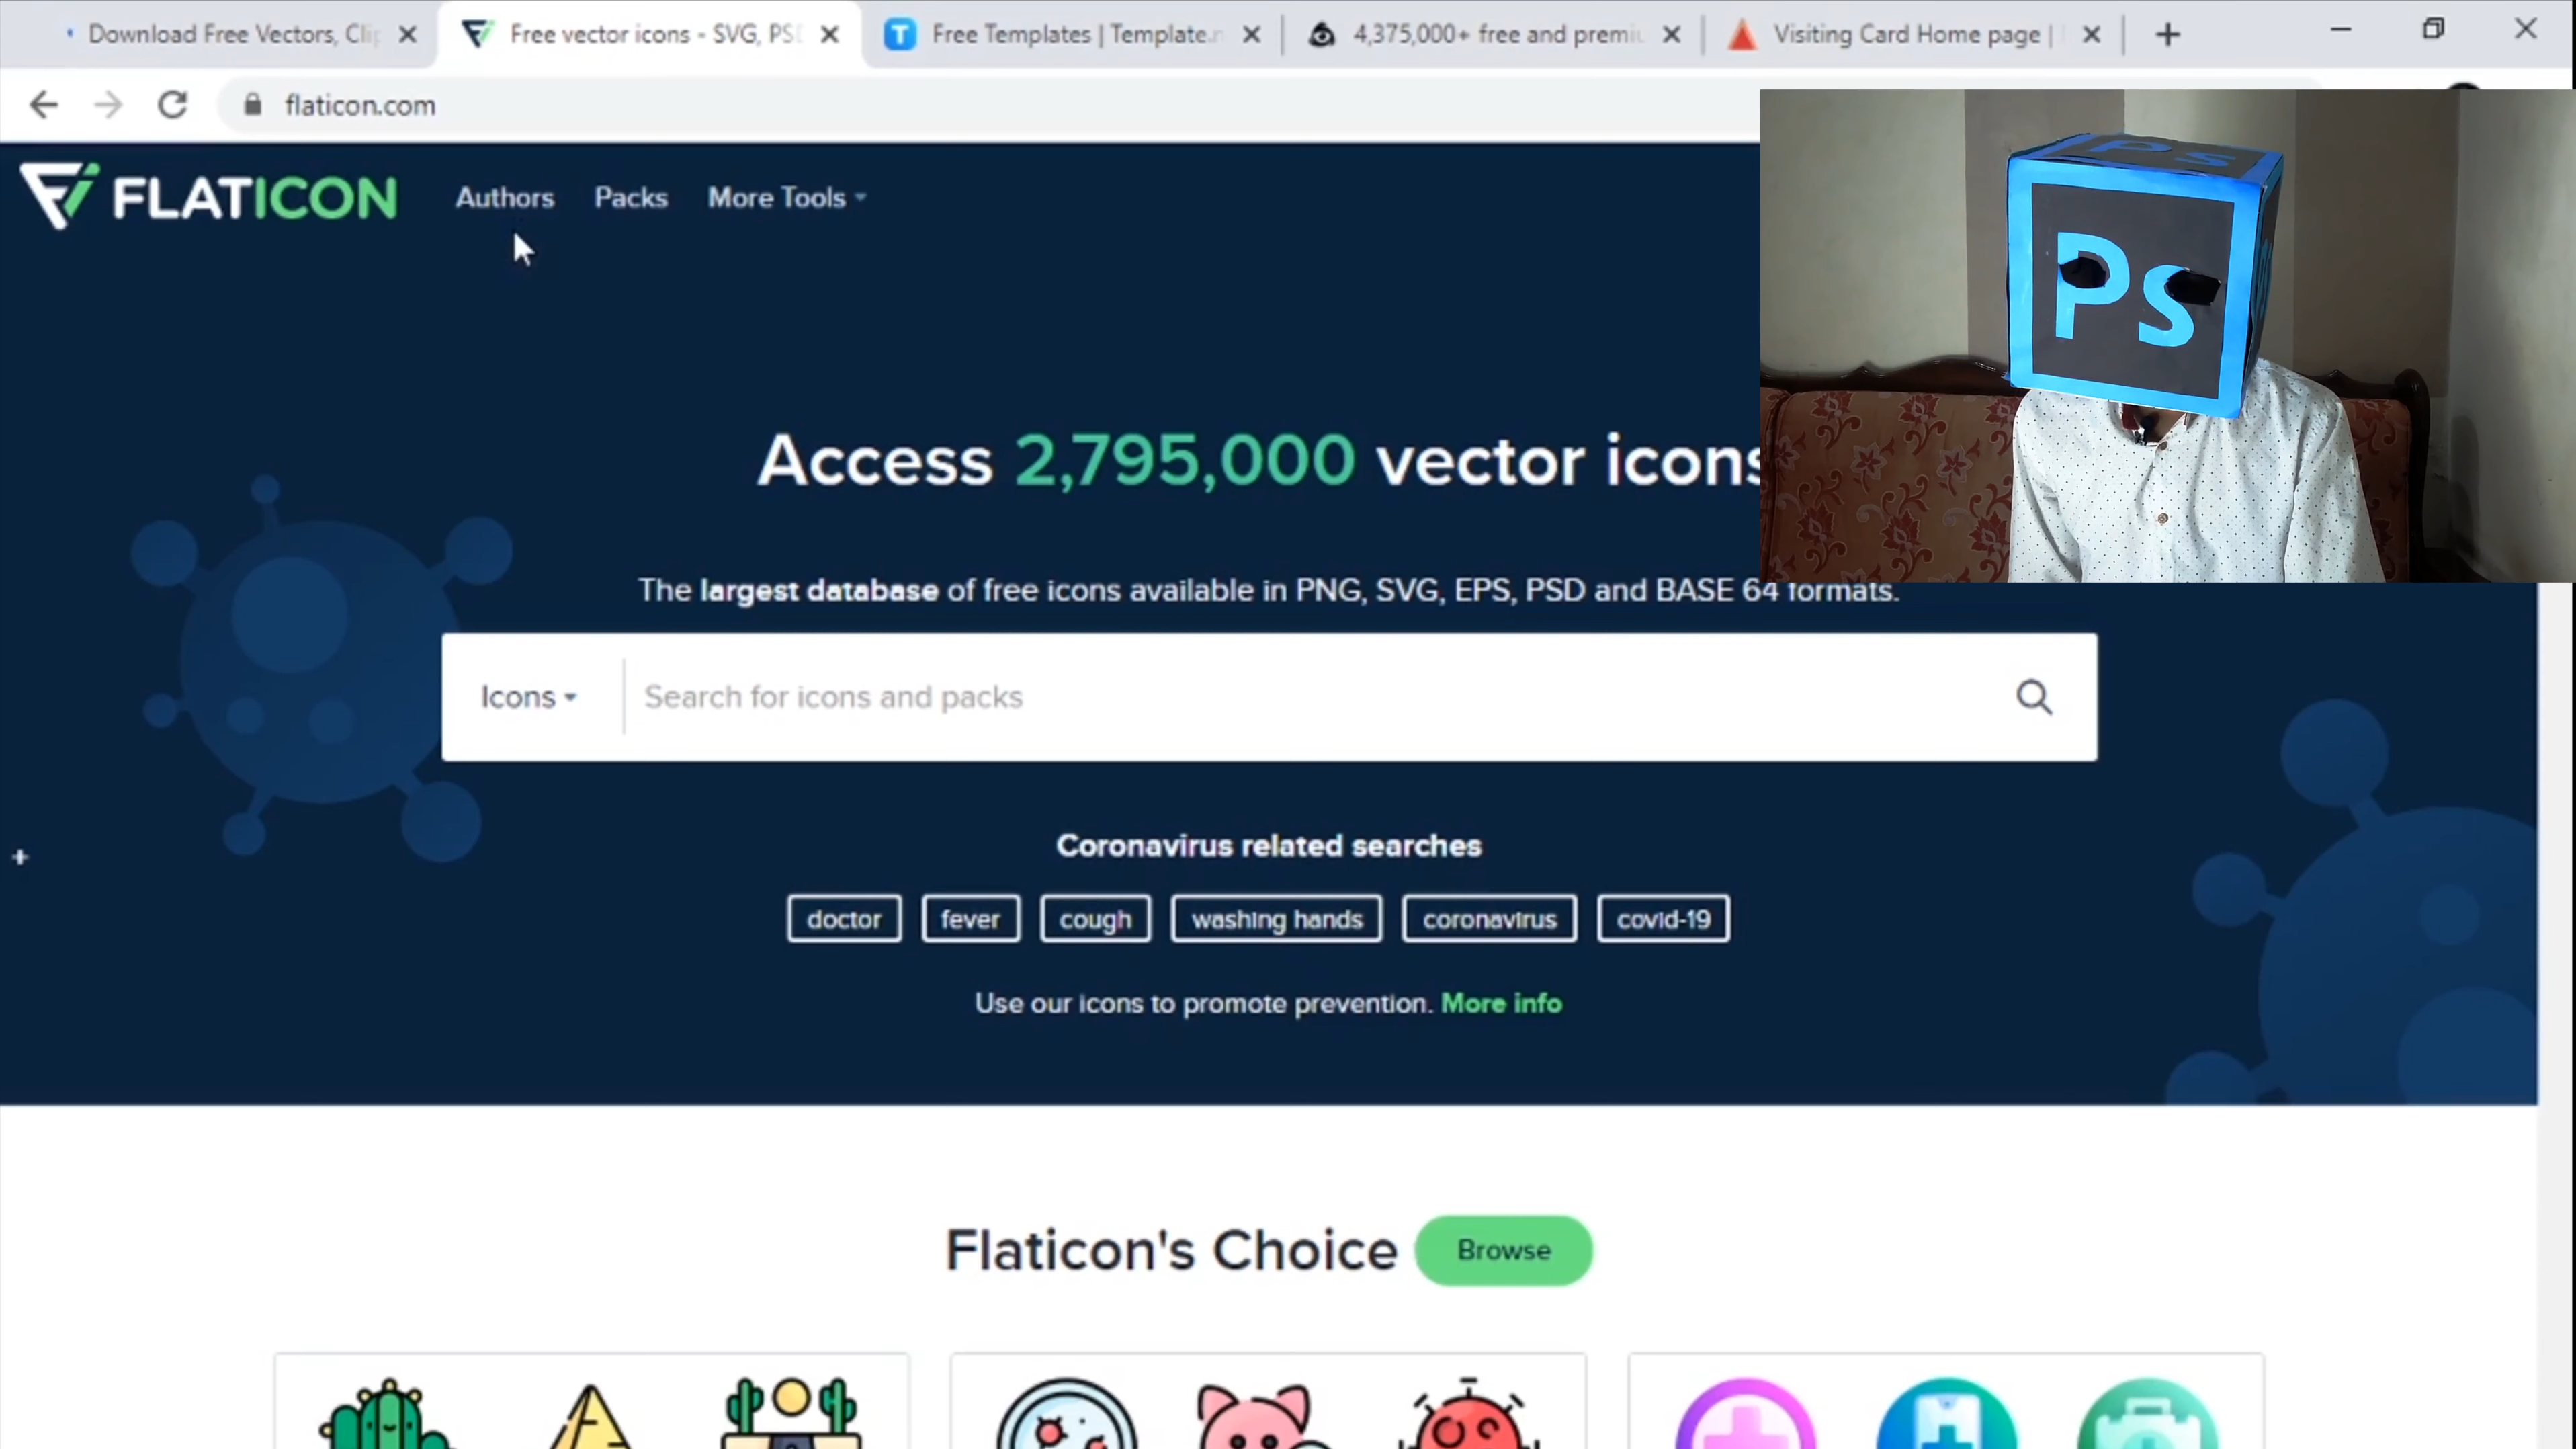 Download Free Vectors, Cli
Free vector icons - SVG, PS
Free Templates | Template.n
4,375,000+ free and premiu
Visiting Card Home page |
flaticon.com
FLATICON
Authors
Packs
More Tools
Ps
Ps
Access 2,795,000 vector icons
The largest database of free icons available in PNG, SVG, EPS, PSD and BASE 64 formats.
Icons
Search for icons and packs
Coronavirus related searches
doctor
fever
cough
washing hands
coronavirus
covid-19
Use our icons to promote prevention. More info
Flaticon's Choice
Browse